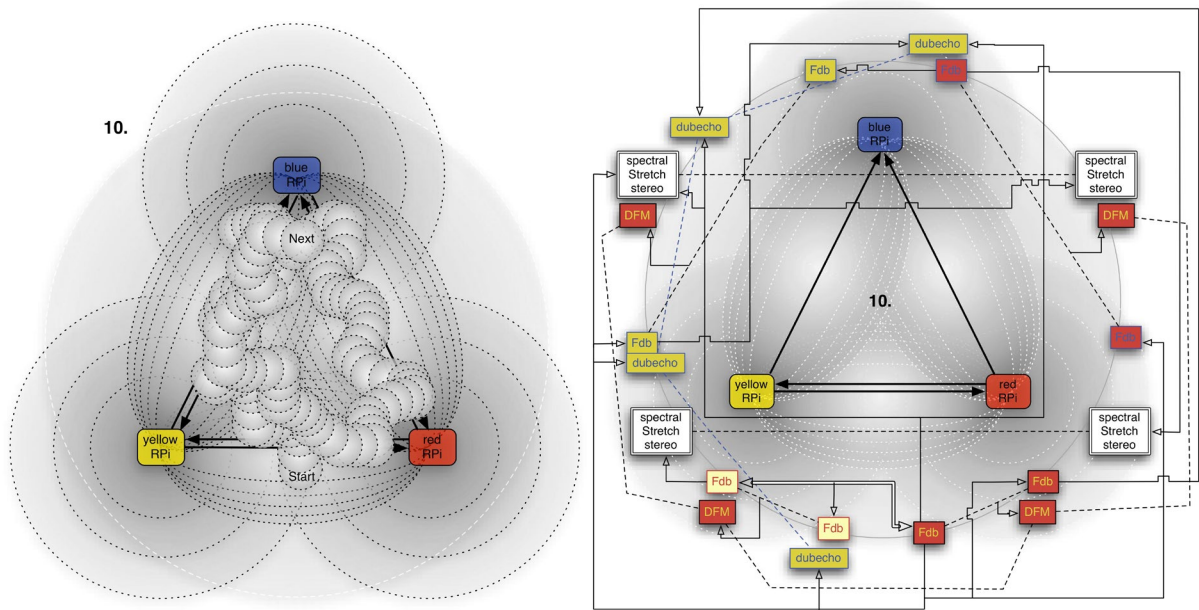 10.
blue
RPi
Next
yellow
RPi
red
RPi
Start
dubecho
Fdb
Fdb
dubecho
blue
RPi
spectral
Stretch
stereo
spectral
Stretch
stereo
DFM
DFM
10.
Fdb
Fdb
dubecho
yellow
RPi
red
RPi
spectral
Stretch
stereo
spectral
Stretch
stereo
Fdb
Fdb
DFM
DFM
Fdb
Fdb
dubecho